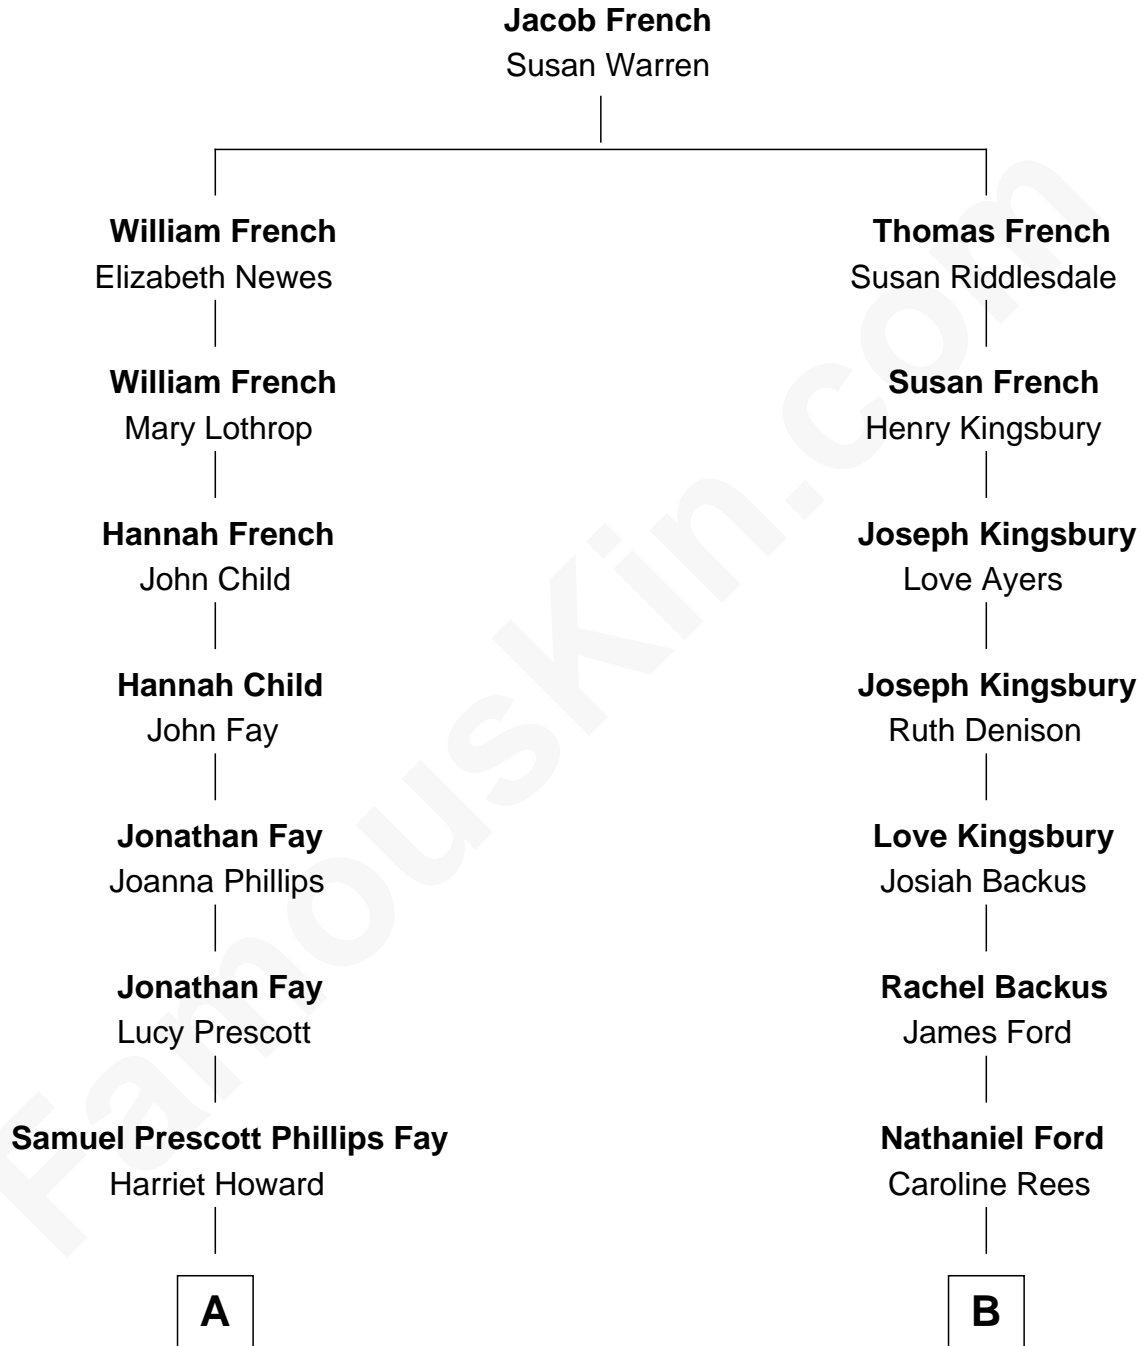 Jacob French
Susan Warren
William French
Elizabeth Newes
Thomas French
Susan Riddlesdale
William French
Mary Lothrop
Susan French
Henry Kingsbury
Hannah French
John Child
Joseph Kingsbury
Love Ayers
Hannah Child
John Fay
Joseph Kingsbury
Ruth Denison
Jonathan Fay
Joanna Phillips
Love Kingsbury
Josiah Backus
Jonathan Fay
Lucy Prescott
Rachel Backus
James Ford
Samuel Prescott Phillips Fay
Harriet Howard
Nathaniel Ford
Caroline Rees
A
B
FamousKin.com